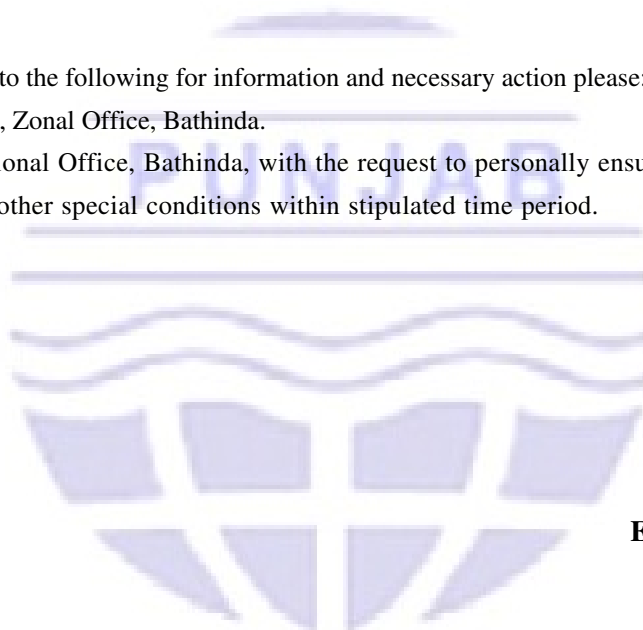 to the following for information and necessary action please:
, Zonal Office, Bathinda.
ional Office, Bathinda, with the request to personally ensu
PUNJAB
other special conditions within stipulated time period.
E